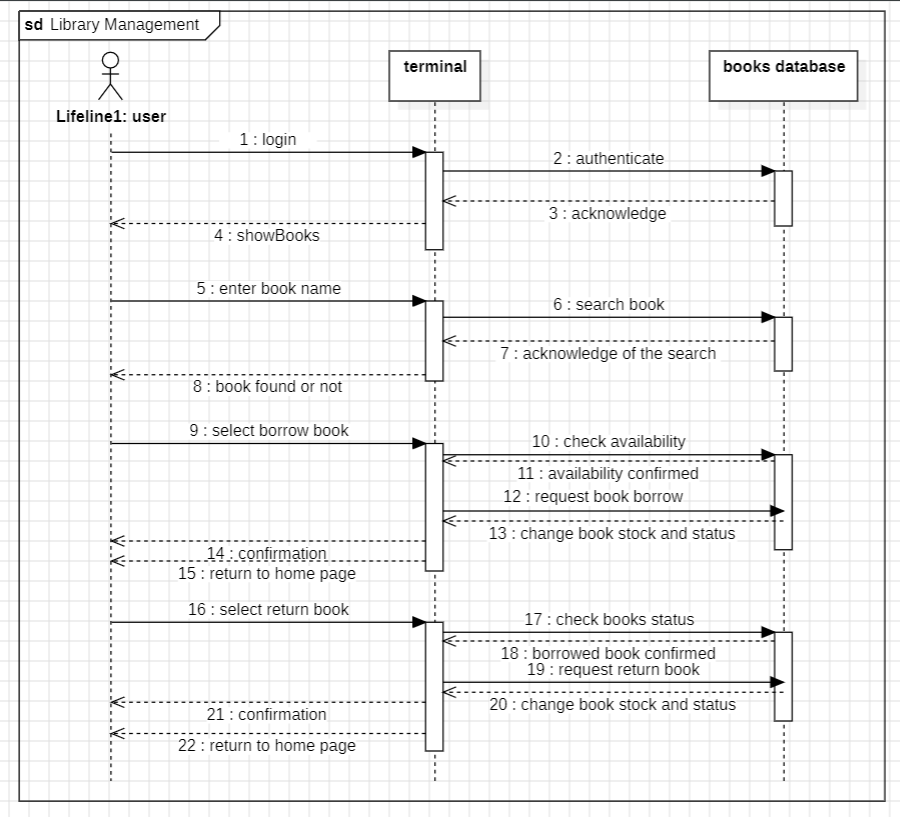 sd Library Management
terminal
books database
Lifeline1: user
1 : login
2 : authenticate
3 : acknowledge
4 : showBooks
5 : enter book name
6 : search book
7 : acknowledge of the search
8 : book found or not
9 : select borrow book
10 : check availability
11 : availability confirmed
12 : request book borrow
13 : change book stock and status
14 : confirmation
15 : return to home page
16 : select return book
17 : check books status
18 : borrowed book confirmed
19 : request return book
20 : change book stock and status
21 : confirmation
22 : return to home page